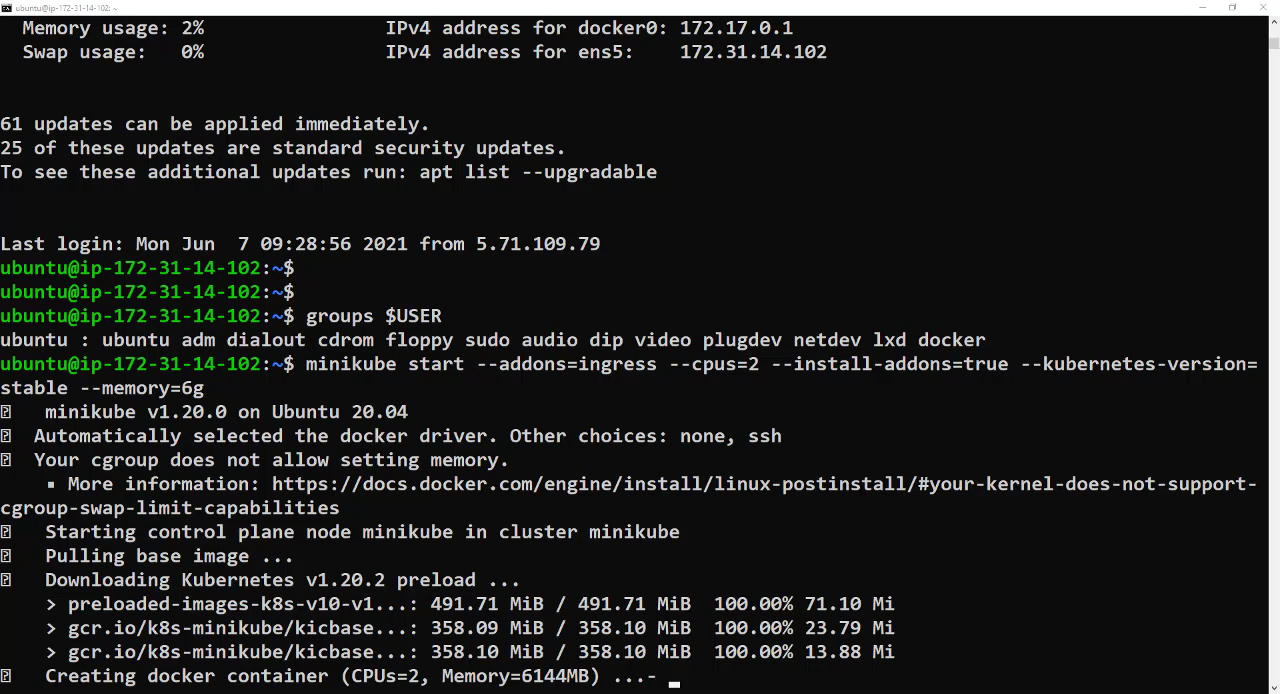 ubuntu@ip-172-31-14-102: ~
Memory usage: 2% IPv4 address for docker0: 172.17.0.1
Swap usage: 0% IPv4 address for ens5: 172.31.14.102
61 updates can be applied immediately.
25 of these updates are standard security updates.
To see these additional updates run: apt list --upgradable
Last login: Mon Jun  7 09:28:56 2021 from 5.71.109.79
ubuntu@ip-172-31-14-102:~$
ubuntu@ip-172-31-14-102:~$
ubuntu@ip-172-31-14-102:~$ groups $USER
ubuntu : ubuntu adm dialout cdrom floppy sudo audio dip video plugdev netdev lxd docker
ubuntu@ip-172-31-14-102:~$ minikube start --addons=ingress --cpus=2 --install-addons=true --kubernetes-version=
stable --memory=6g
minikube v1.20.0 on Ubuntu 20.04
Automatically selected the docker driver. Other choices: none, ssh
Your cgroup does not allow setting memory.
▪ More information: https://docs.docker.com/engine/install/linux-postinstall/#your-kernel-does-not-support-
cgroup-swap-limit-capabilities
Starting control plane node minikube in cluster minikube
Pulling base image ...
Downloading Kubernetes v1.20.2 preload ...
> preloaded-images-k8s-v10-v1...: 491.71 MiB / 491.71 MiB  100.00% 71.10 Mi
> gcr.io/k8s-minikube/kicbase...: 358.09 MiB / 358.10 MiB  100.00% 23.79 Mi
> gcr.io/k8s-minikube/kicbase...: 358.10 MiB / 358.10 MiB  100.00% 13.88 Mi
Creating docker container (CPUs=2, Memory=6144MB) ...-